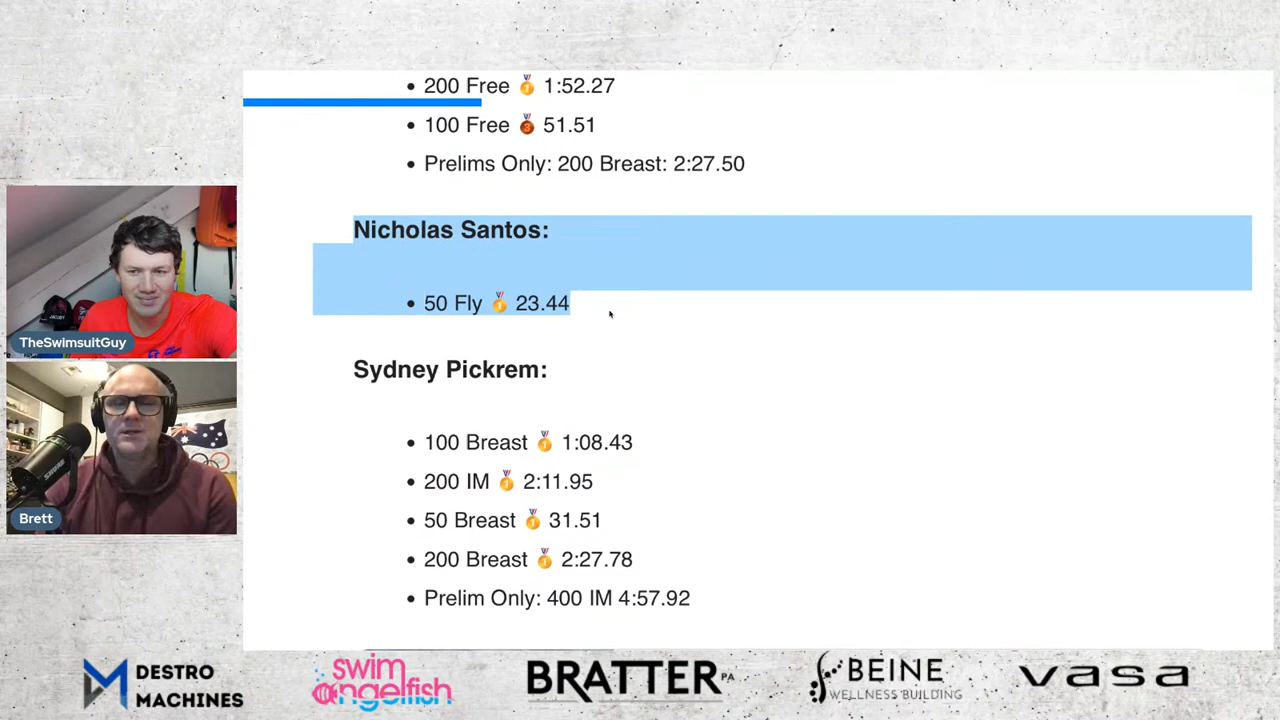 • 200 Free 🥇 1:52.27
• 100 Free 🥉 51.51
• Prelims Only: 200 Breast: 2:27.50
Nicholas Santos:
• 50 Fly 🥇 23.44
Sydney Pickrem:
• 100 Breast 🥇 1:08.43
• 200 IM 🥇 2:11.95
• 50 Breast 🥇 31.51
• 200 Breast 🥇 2:27.78
• Prelim Only: 400 IM 4:57.92
TheSwimsuitGuy
SHURE
Brett
DESTRO
MACHINES
swim
angelfish
BRATTER PA
BEINE
WELLNESS BUILDING
vasa